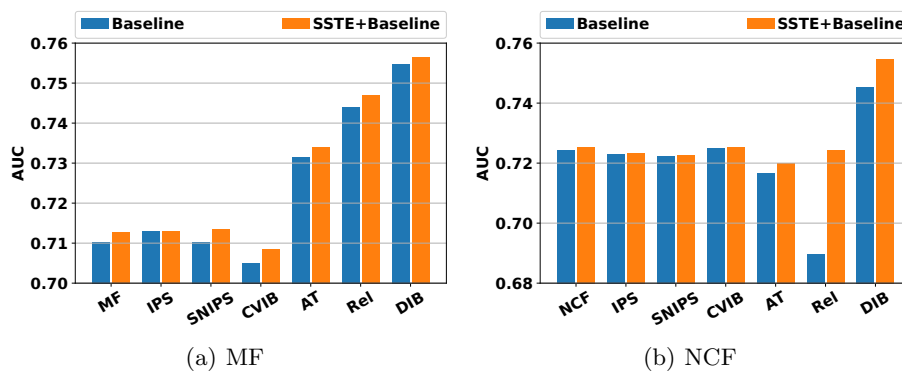 Baseline SSTE+Baseline
0.76
0.75
0.74
0.73
0.72
0.71
0.70
AUC
MF IPS SNIPS CVIB AT Rel DIB
(a) MF
Baseline SSTE+Baseline
0.76
0.74
0.72
0.70
0.68
AUC
NCF IPS SNIPS CVIB AT Rel DIB
(b) NCF